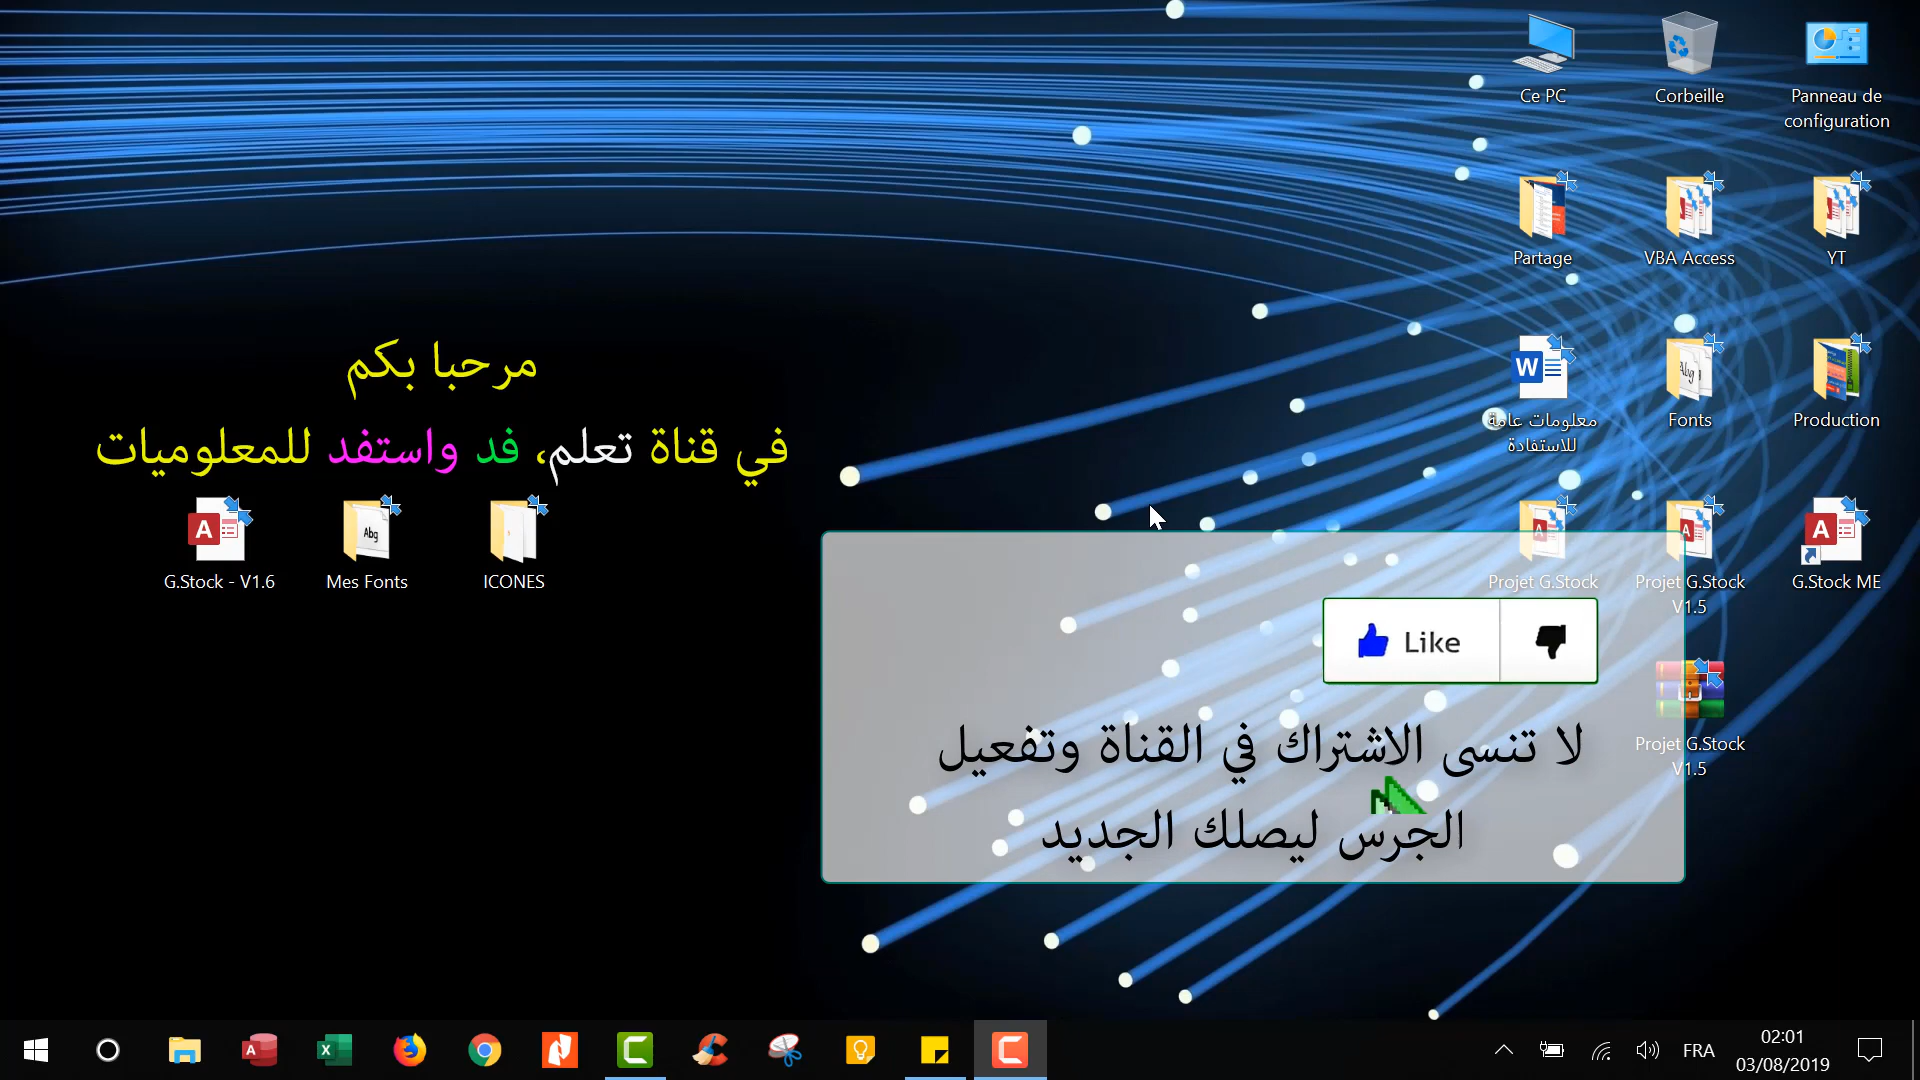 Ce PC
Corbeille
Panneau de
configuration
Partage
VBA Access
YT
مرحبا بكم
في قناة تعلم، فد واستفد للمعلوميات
معلومات عامة
للاستفادة
Fonts
Production
G.Stock - V1.6
Mes Fonts
ICONES
Projet G.Stock
Projet G.Stock
V1.5
G.Stock ME
Like
Projet G.Stock
V1.5
لا تنسى الاشتراك في القناة وتفعيل
الجرس ليصلك الجديد
FRA
02:01
03/08/2019